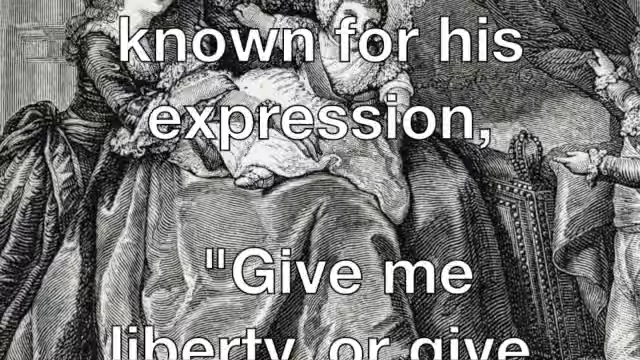 known for his
expression,
"Give me
liberty, or give